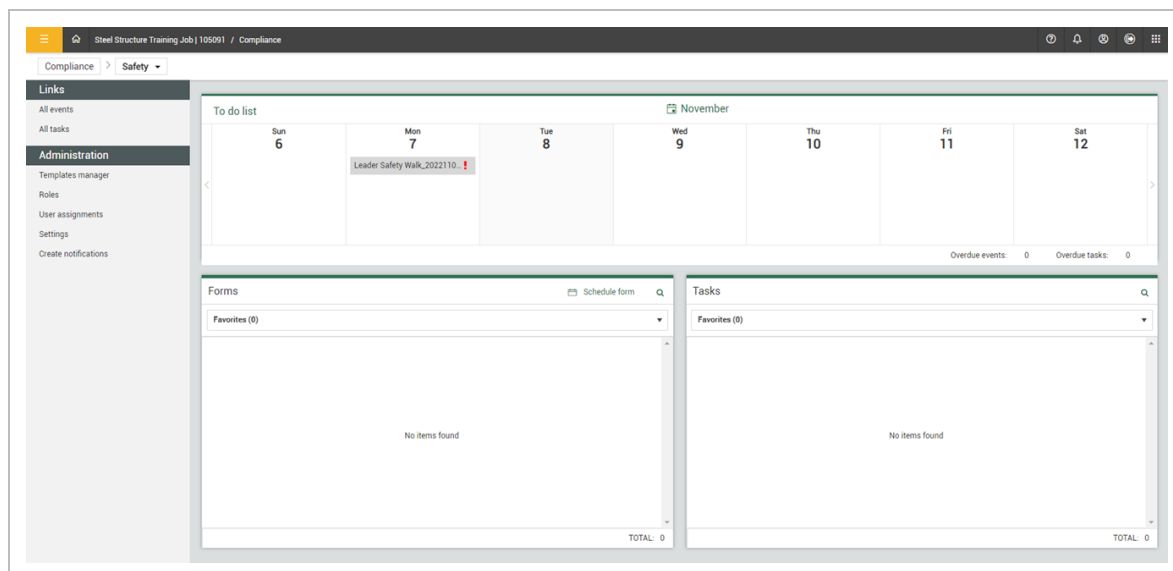 Steel Structure Training Job | 105091 / Compliance
Compliance > Safety
Links
All events
All tasks
Administration
Templates manager
Roles
User assignments
Settings
Create notifications
To do list
November
Sun Mon Tue Wed Thu Fri Sat
6 7 8 9 10 11 12
Leader Safety Walk_2022110...
Overdue events: 0 Overdue tasks: 0
Forms
Schedule form
Favorites (0)
No items found
TOTAL: 0
Tasks
Favorites (0)
No items found
TOTAL: 0